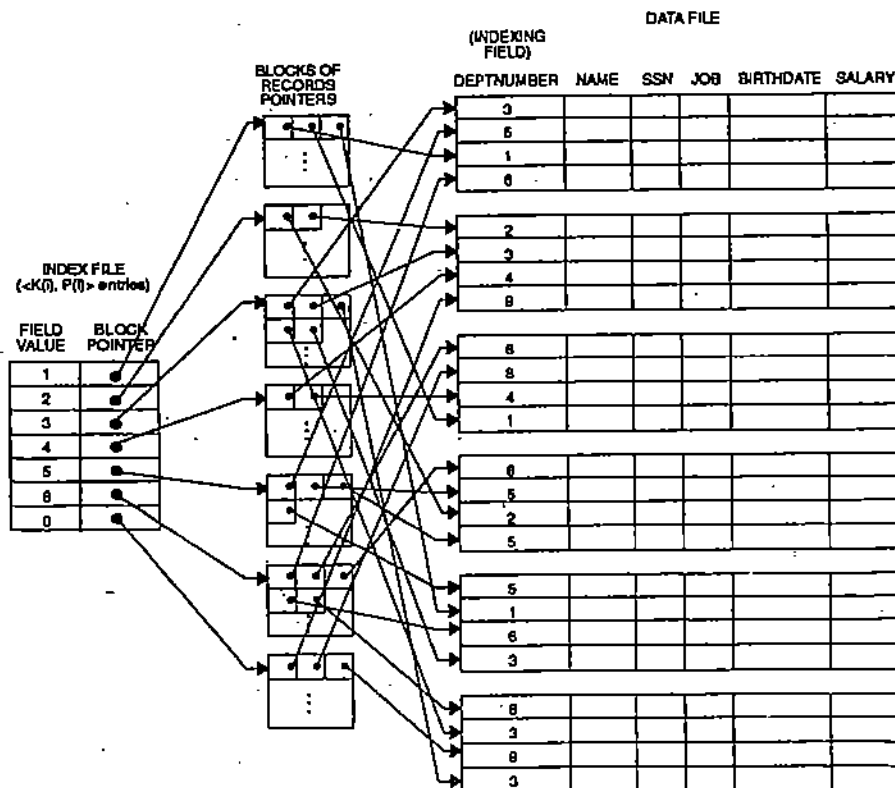 DATA FILE
(INDEXING
FIELD)
BLOCKS OF
RECORDS
POINTERS
DEPTNUMBER NAME SSN JOB BIRTHDATE SALARY
3
5
1
6
2
3
4
8
6
8
4
1
6
5
2
5
5
1
6
3
6
3
8
3
INDEX FILE
(<K(i), P(i)> entries)
FIELD
VALUE
BLOCK
POINTER
1
2
3
4
5
6